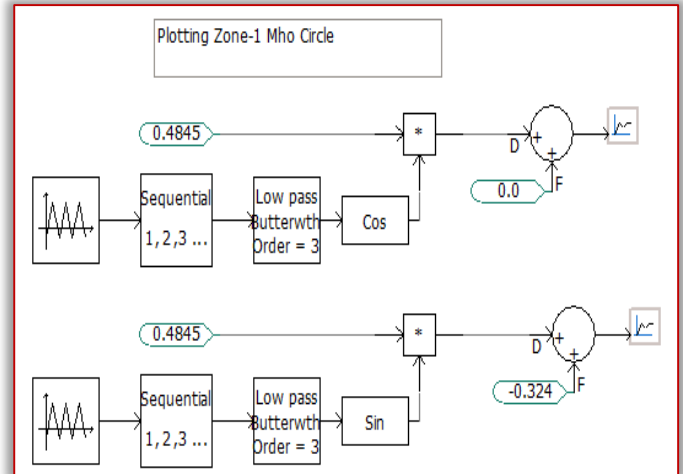 Plotting Zone-1 Mho Circle
0.4845
*
+
D
+
0.0
F
Sequential
1, 2, 3 ...
Low pass
Butterwth
Order = 3
Cos
0.4845
*
+
D
+
-0.324
F
Sequential
1, 2, 3 ...
Low pass
Butterwth
Order = 3
Sin